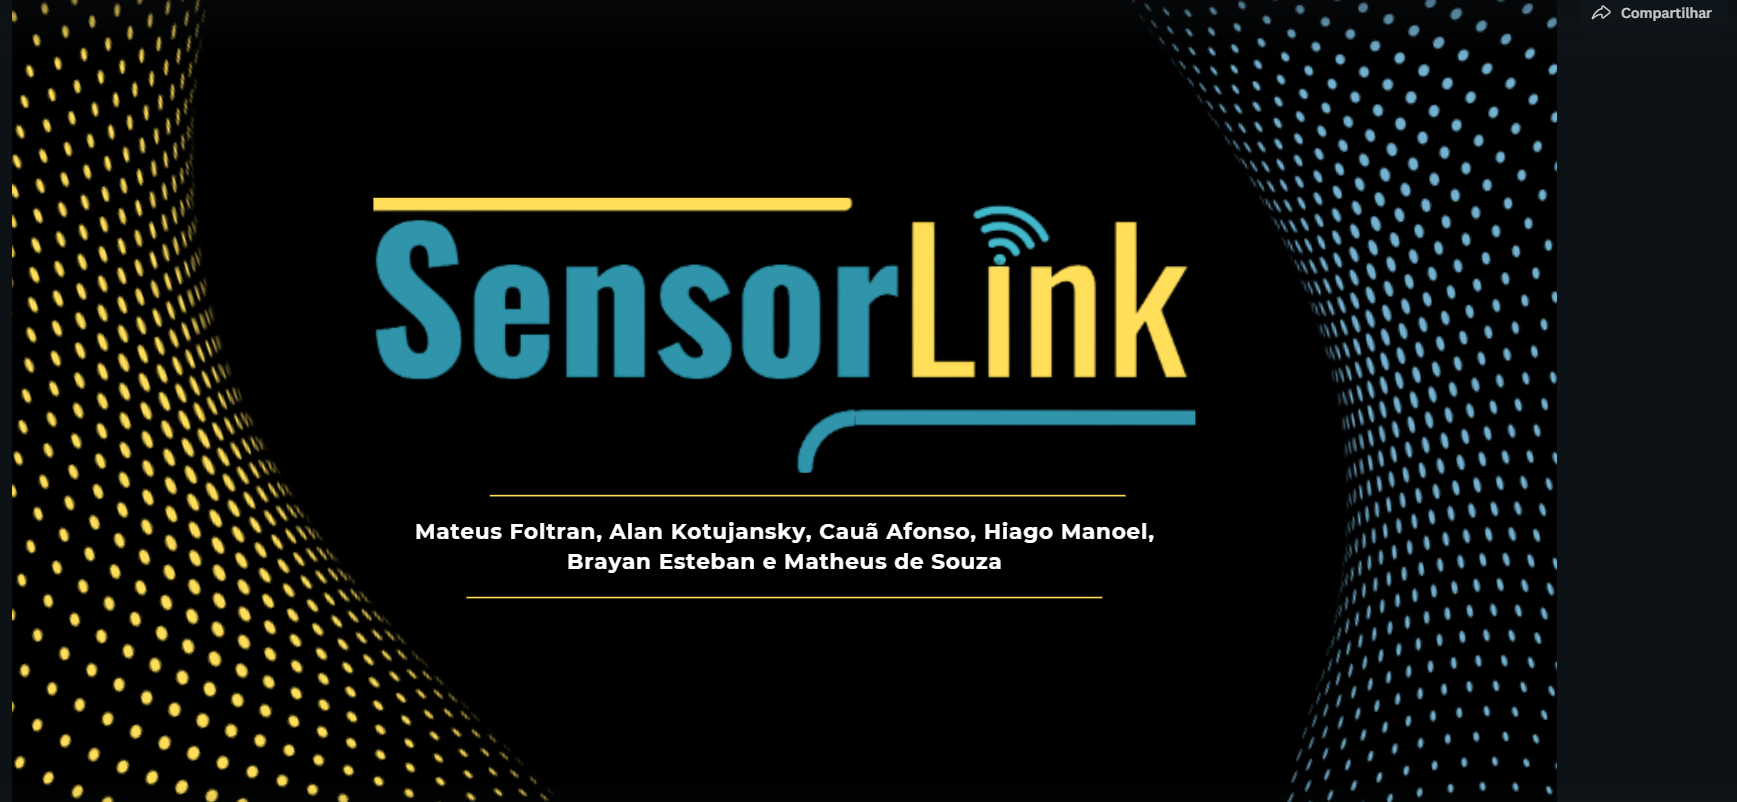 Compartilhar
SensorLink
Mateus Foltran, Alan Kotujansky, Cauã Afonso, Hiago Manoel,
Brayan Esteban e Matheus de Souza